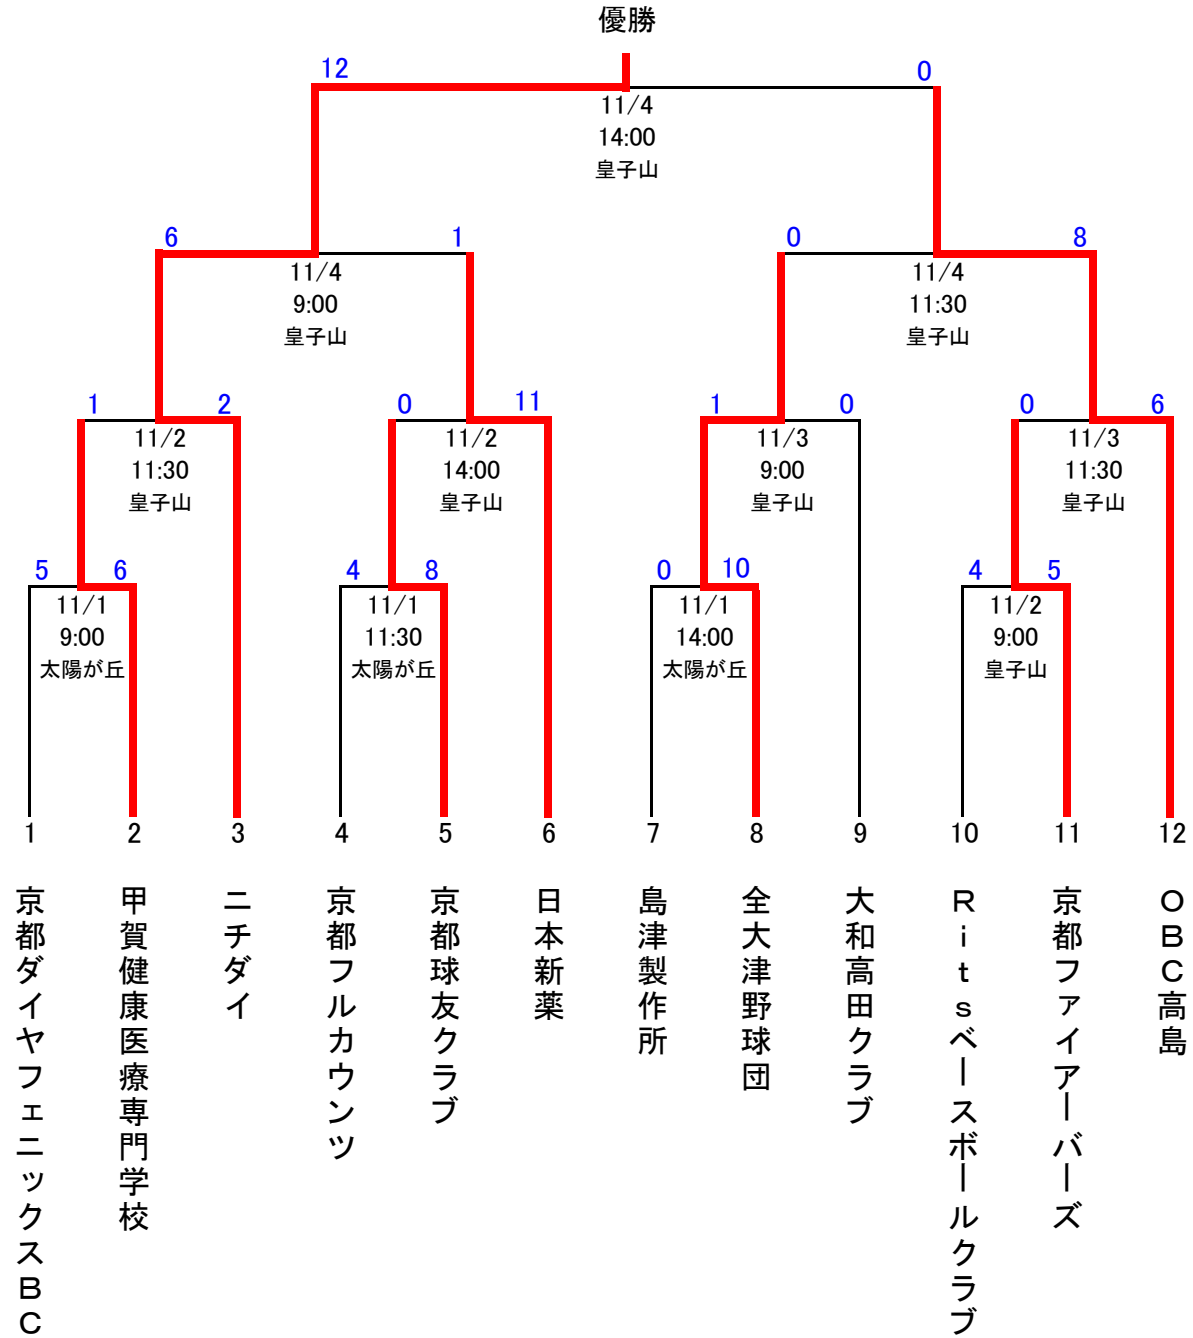 優勝
12
0
11/4
14:00
皇子山
6
1
0
8
11/4
9:00
皇子山
11/4
11:30
皇子山
1
2
0
11
1
0
0
6
11/2
11:30
皇子山
11/2
14:00
皇子山
11/3
9:00
皇子山
11/3
11:30
皇子山
5
6
4
8
0
10
4
5
11/1
9:00
太陽が丘
11/1
11:30
太陽が丘
11/1
14:00
太陽が丘
11/2
9:00
皇子山
1
2
3
4
5
6
7
8
9
10
11
12
京都ダイヤフェニックスBC
甲賀健康医療専門学校
ニチダイ
京都フルカウンツ
京都球友クラブ
日本新薬
島津製作所
全大津野球団
大和高田クラブ
Ritsベースボールクラブ
京都ファイアーバーズ
OBC高島